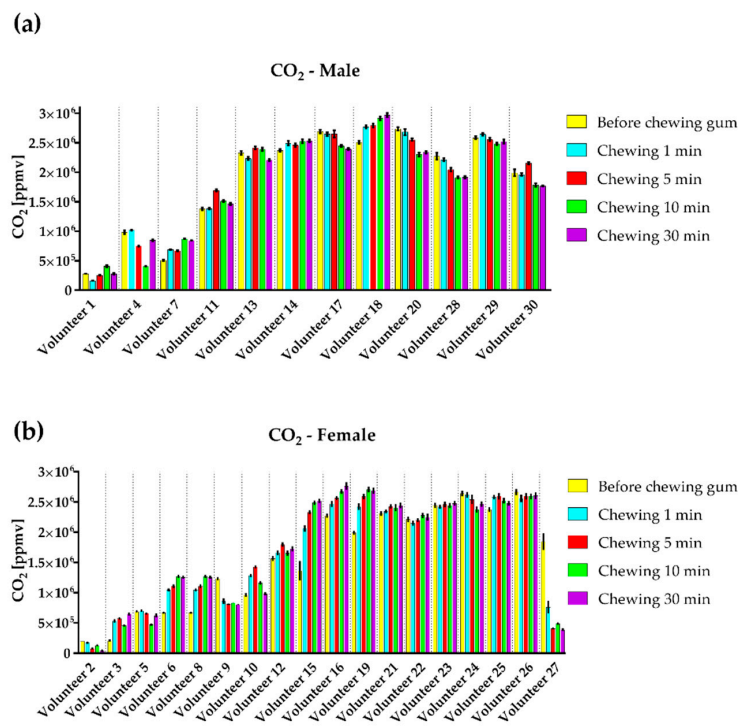 (a)
CO₂ - Male
CO₂ [ppmv]
3×10⁶
2.5×10⁶
2×10⁶
1.5×10⁶
1×10⁶
5×10⁵
0
Volunteer 1
Volunteer 4
Volunteer 7
Volunteer 11
Volunteer 13
Volunteer 14
Volunteer 17
Volunteer 18
Volunteer 20
Volunteer 28
Volunteer 29
Volunteer 30
Before chewing gum
Chewing 1 min
Chewing 5 min
Chewing 10 min
Chewing 30 min
(b)
CO₂ - Female
CO₂ [ppmv]
3×10⁶
2.5×10⁶
2×10⁶
1.5×10⁶
1×10⁶
5×10⁵
0
Volunteer 2
Volunteer 3
Volunteer 5
Volunteer 6
Volunteer 8
Volunteer 9
Volunteer 10
Volunteer 12
Volunteer 15
Volunteer 16
Volunteer 19
Volunteer 21
Volunteer 22
Volunteer 23
Volunteer 24
Volunteer 25
Volunteer 26
Volunteer 27
Before chewing gum
Chewing 1 min
Chewing 5 min
Chewing 10 min
Chewing 30 min